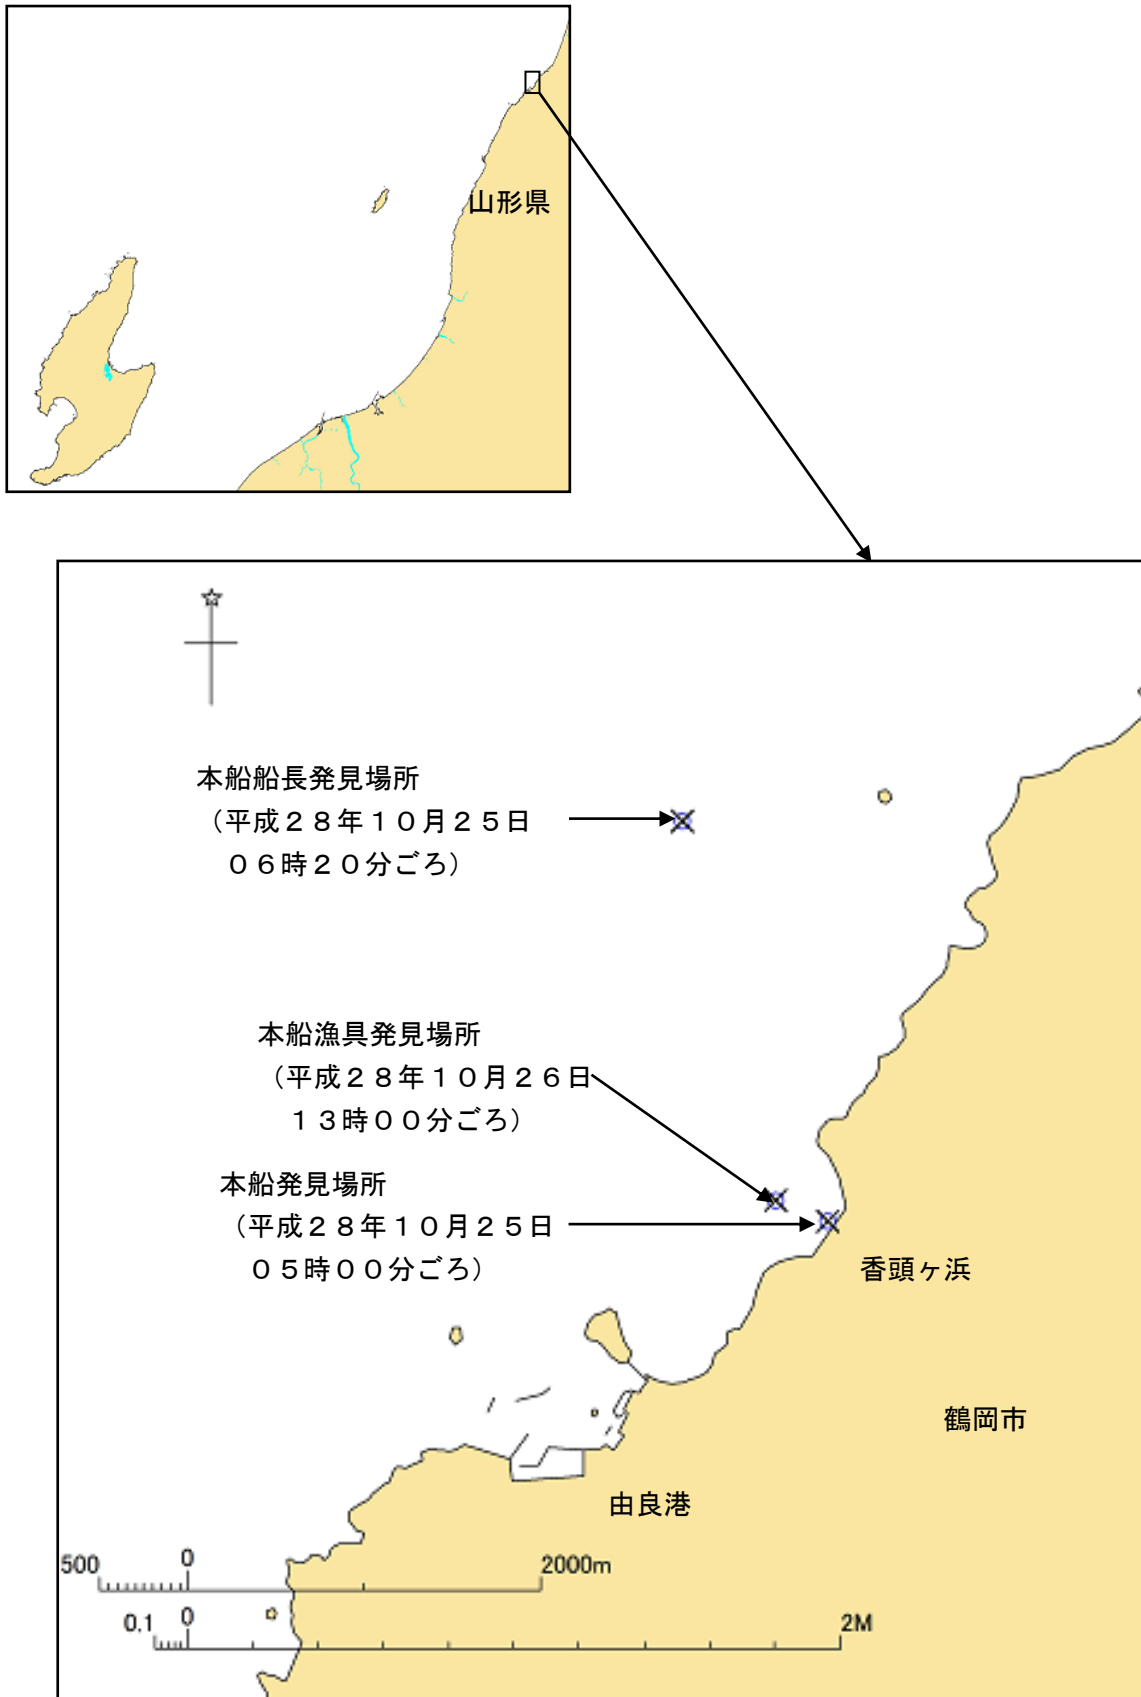 山形県
本船船長発見場所
（平成２８年１０月２５日
０６時２０分ごろ）
本船漁具発見場所
（平成２８年１０月２６日
１３時００分ごろ）
本船発見場所
（平成２８年１０月２５日
０５時００分ごろ）
香頭ヶ浜
鶴岡市
由良港
500 0 2000m
0.1 0 2M